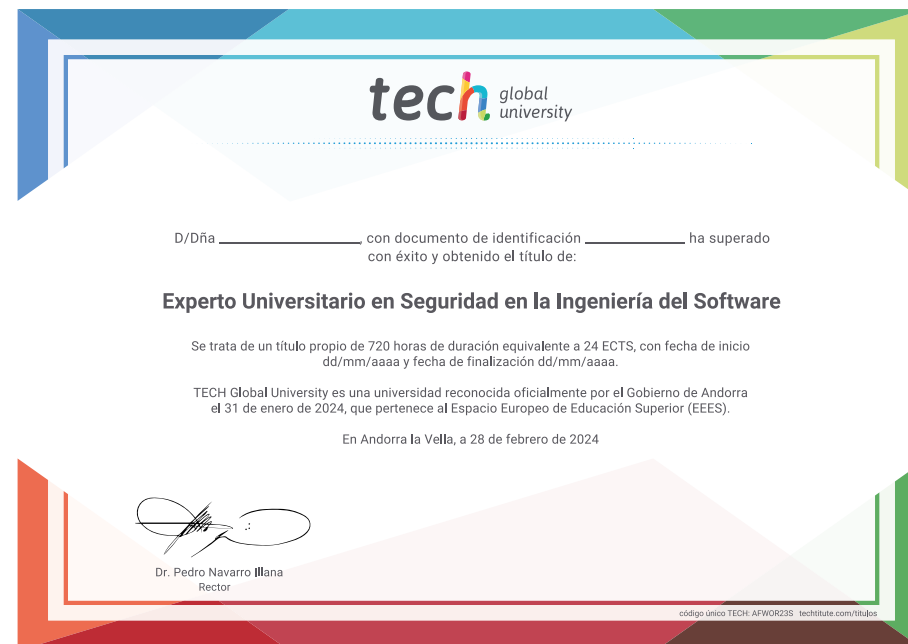 tech global
university
D/Dña ____________________, con documento de identificación ______________ ha superado
con éxito y obtenido el título de:
Experto Universitario en Seguridad en la Ingeniería del Software
Se trata de un título propio de 720 horas de duración equivalente a 24 ECTS, con fecha de inicio
dd/mm/aaaa y fecha de finalización dd/mm/aaaa.
TECH Global University es una universidad reconocida oficialmente por el Gobierno de Andorra
el 31 de enero de 2024, que pertenece al Espacio Europeo de Educación Superior (EEES).
En Andorra la Vella, a 28 de febrero de 2024
Dr. Pedro Navarro Illana
Rector
código único TECH: AFWOR23S techtitute.com/titulos